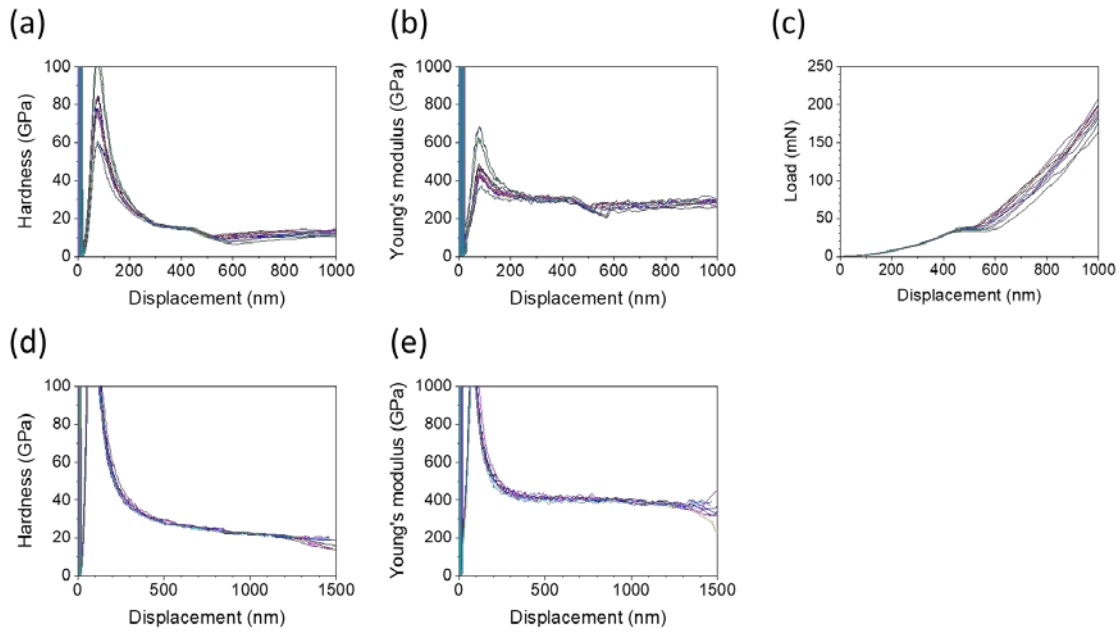 (a)
(b)
(c)
Hardness (GPa)
100
80
60
40
20
0
0 200 400 600 800 1000
Displacement (nm)
Young's modulus (GPa)
1000
800
600
400
200
0
0 200 400 600 800 1000
Displacement (nm)
Load (mN)
250
200
150
100
50
0
0 200 400 600 800 1000
Displacement (nm)
(d)
(e)
Hardness (GPa)
100
80
60
40
20
0
0 500 1000 1500
Displacement (nm)
Young's modulus (GPa)
1000
800
600
400
200
0
0 500 1000 1500
Displacement (nm)